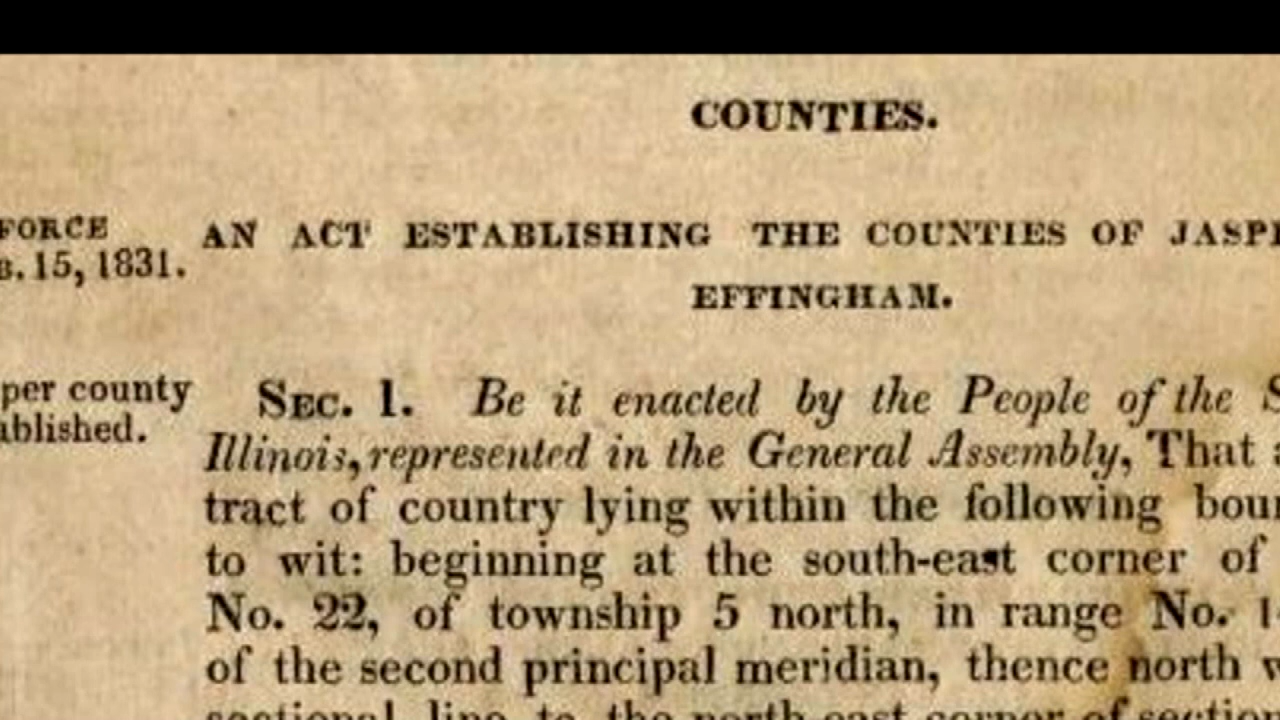 COUNTIES.
FORCE
B. 15, 1831.
AN ACT ESTABLISHING THE COUNTIES OF JASP
EFFINGHAM.
per county
ablished.
SEC. 1. Be it enacted by the People of the S
Illinois, represented in the General Assembly, That a
tract of country lying within the following boun
to wit: beginning at the south-east corner of
No. 22, of township 5 north, in range No. 1
of the second principal meridian, thence north w
sectional line to the north-east corner of section